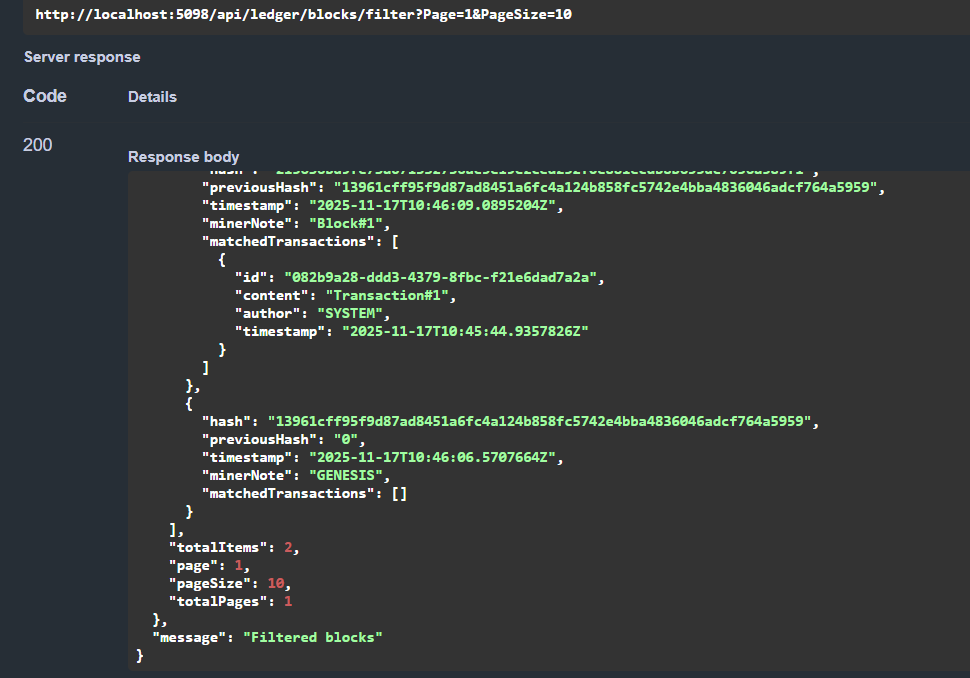 http://localhost:5098/api/ledger/blocks/filter?Page=1&PageSize=10
Server response
Code
Details
200
Response body
"previousHash": "13961cff95f9d87ad8451a6fc4a124b858fc5742e4bba4836046adcf764a5959",
"timestamp": "2025-11-17T10:46:09.0895204Z",
"minerNote": "Block#1",
"matchedTransactions": [
{
"id": "082b9a28-ddd3-4379-8fbc-f21e6dad7a2a",
"content": "Transaction#1",
"author": "SYSTEM",
"timestamp": "2025-11-17T10:45:44.9357826Z"
}
]
},
{
"hash": "13961cff95f9d87ad8451a6fc4a124b858fc5742e4bba4836046adcf764a5959",
"previousHash": "0",
"timestamp": "2025-11-17T10:46:06.5707664Z",
"minerNote": "GENESIS",
"matchedTransactions": []
}
],
"totalItems": 2,
"page": 1,
"pageSize": 10,
"totalPages": 1
},
"message": "Filtered blocks"
}